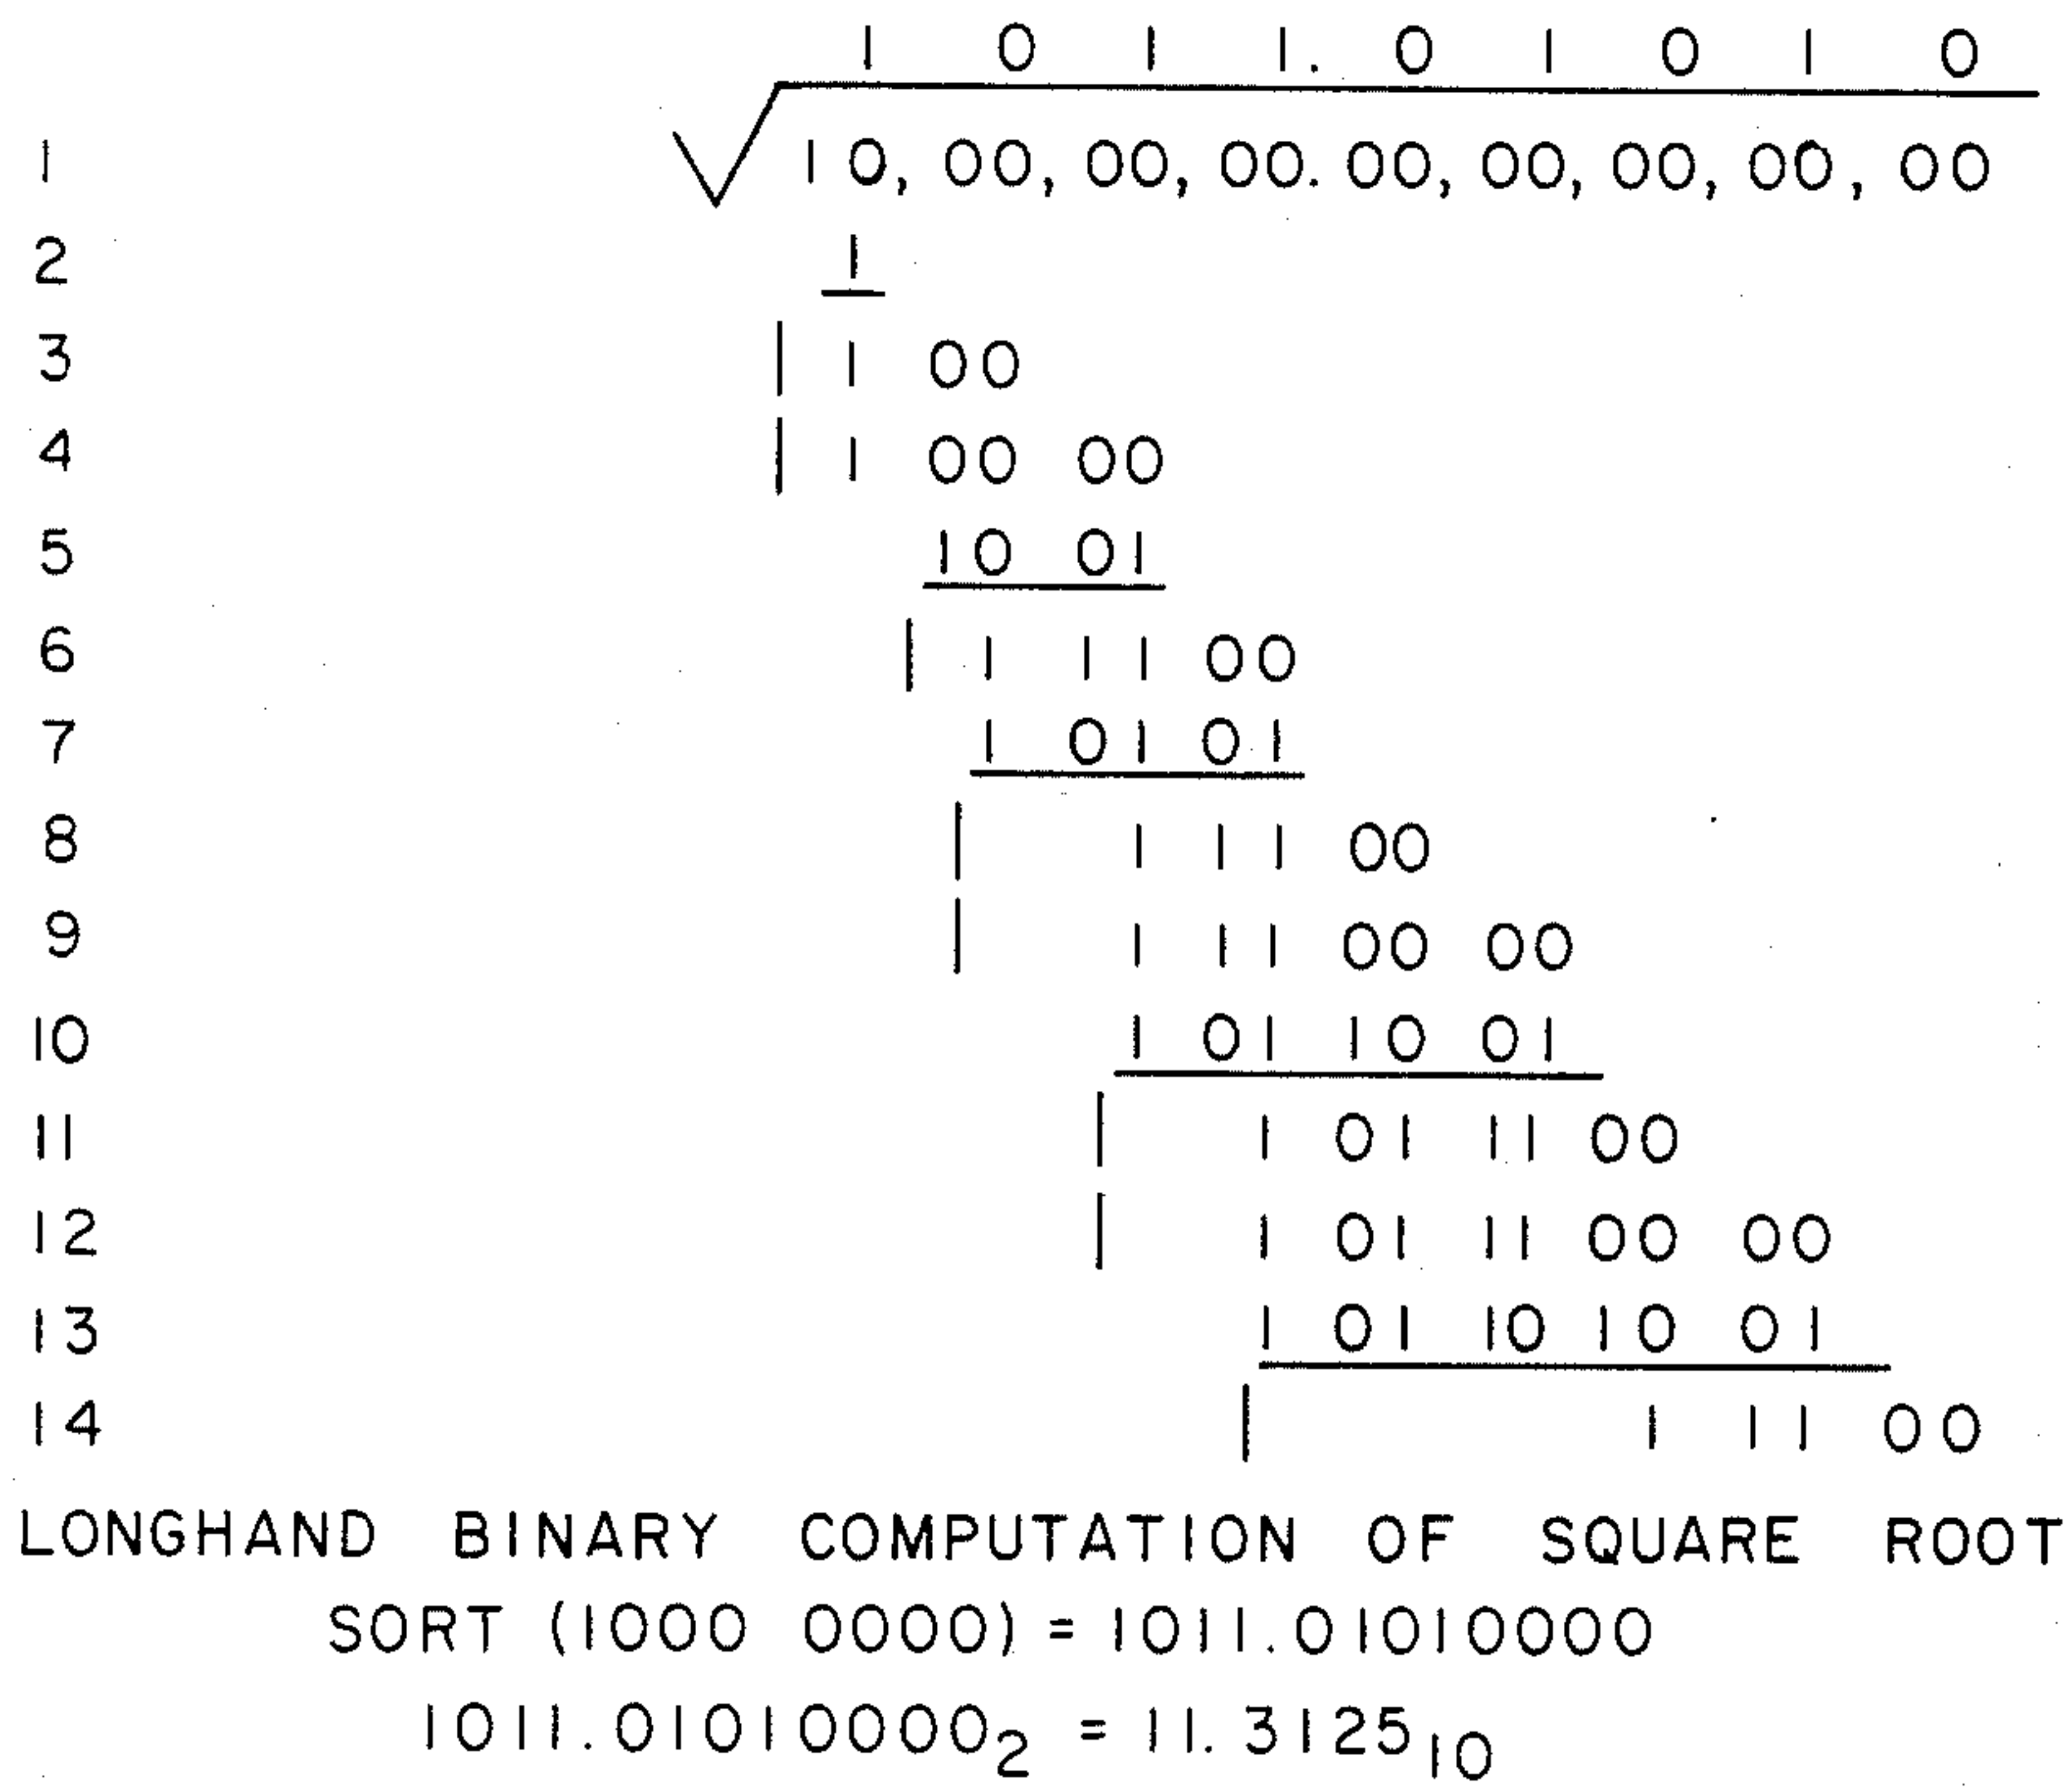 1 0 1 1. 0 1 0 1 0
1 √10, 00, 00, 00. 00, 00, 00, 00, 00
2 1
3 | 1 00
4 | 1 00 00
5 10 01
6 | 1 11 00
7 1 01 01
8 | 1 11 00
9 | 1 11 00 00
10 1 01 10 01
11 | 1 01 11 00
12 | 1 01 11 00 00
13 1 01 10 10 01
14 | 1 11 00
LONGHAND BINARY COMPUTATION OF SQUARE ROOT
SORT (1000 0000) = 1011.01010000
1011.01010000₂ = 11.3125₁₀